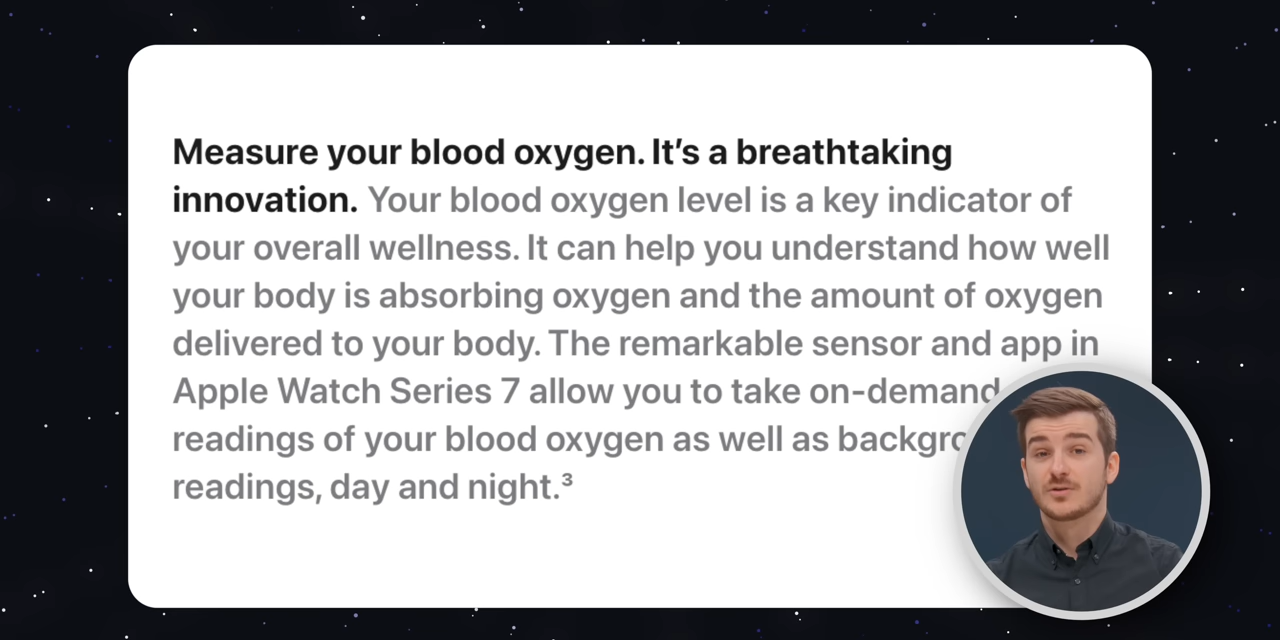 Measure your blood oxygen. It’s a breathtaking
innovation. Your blood oxygen level is a key indicator of
your overall wellness. It can help you understand how well
your body is absorbing oxygen and the amount of oxygen
delivered to your body. The remarkable sensor and app in
Apple Watch Series 7 allow you to take on-demand
readings of your blood oxygen as well as
readings, day and night.³